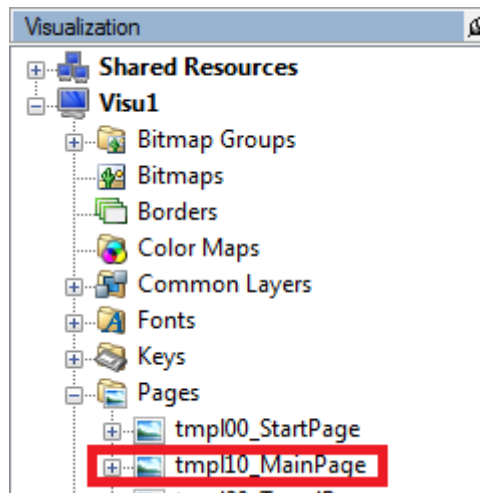 Visualization
Shared Resources
Visu1
Bitmap Groups
Bitmaps
Borders
Color Maps
Common Layers
Fonts
Keys
Pages
tmpl00_StartPage
tmpl10_MainPage